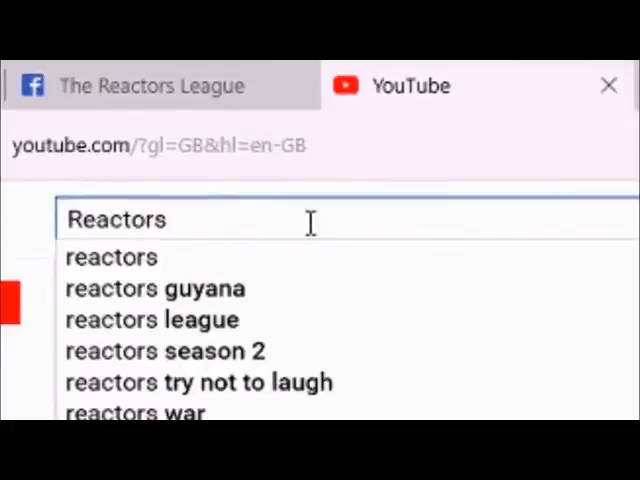 The Reactors League YouTube
youtube.com/?gl=GB&hl=en-GB
Reactors
reactors
reactors guyana
reactors league
reactors season 2
reactors try not to laugh
reactors war